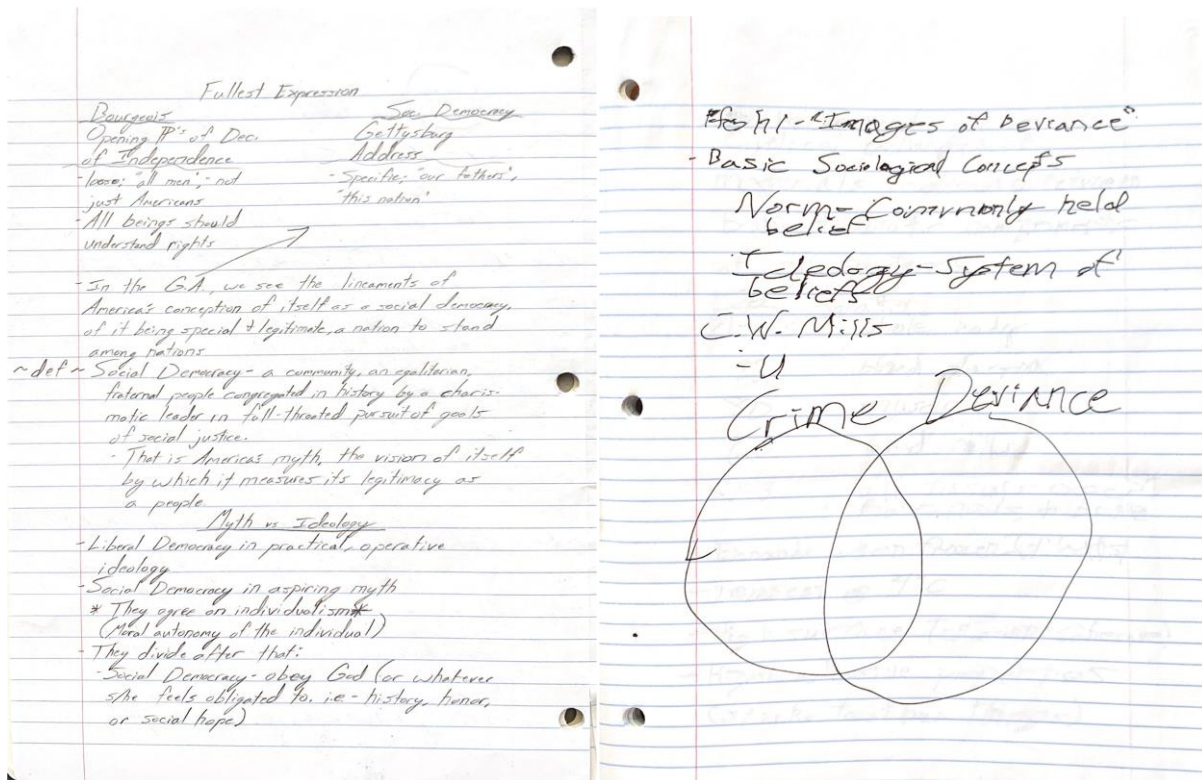 Fullest Expression
Bourgeois
Opening ¶'s of Dec.
of Independence
- loose; "all men"; not
just Americans
- All beings should
understand rights
Soc. Democracy
Gettysburg
Address
- Specific; "our fathers",
"this nation"
- In the G.A., we see the lineaments of
America's conception of itself as a social democracy,
of it being special & legitimate, a nation to stand
among nations
~def~ Social Democracy - a community, an egalitarian,
fraternal people congregated in history by a charis-
matic leader in full-throated pursuit of goals
of social justice.
- That is America's myth, the vision of itself
by which it measures its legitimacy as
a people
Myth vs Ideology
- Liberal Democracy in practical, operative
ideology
- Social Democracy in aspiring myth
* They agree on individualism *
(Moral autonomy of the individual)
- They divide after that:
- Social Democracy - obey God (or whatever
s/he feels obligated to, i.e. - history, honor,
or social hope)
"Images of Deviance"
- Basic Sociological Concepts
Norm - Commonly held
belief
- System of
beliefs
C.W. Mills
- U
Crime Deviance